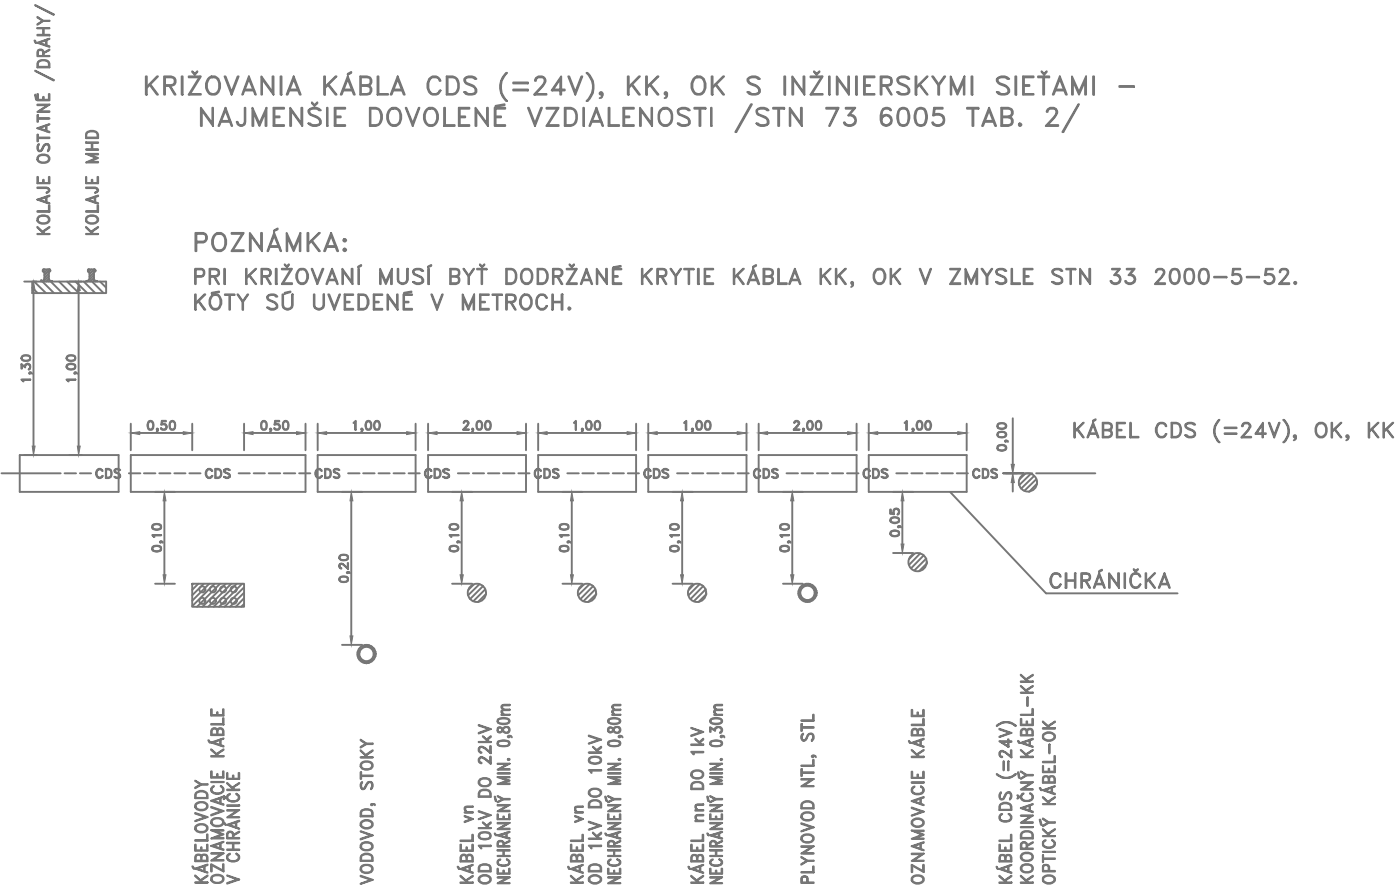 KRIŽOVANIA KÁBLA CDS (=24V), KK, OK S INŽINIERSKYMI SIEŤAMI –
NAJMENŠIE DOVOLENÉ VZDIALENOSTI /STN 73 6005 TAB. 2/
KOLAJE OSTATNÉ /DRÁHY/
KOLAJE MHD
POZNÁMKA:
PRI KRIŽOVANÍ MUSÍ BYŤ DODRŽANÉ KRYTIE KÁBLA KK, OK V ZMYSLE STN 33 2000-5-52.
KÓTY SÚ UVEDENÉ V METROCH.
1,30
1,00
0,50
0,50
1,00
2,00
1,00
1,00
2,00
1,00
0,00
KÁBEL CDS (=24V), OK, KK
CDS
CDS
CDS
CDS
CDS
CDS
CDS
CDS
CDS
0,10
0,20
0,10
0,10
0,10
0,10
0,05
CHRÁNIČKA
KÁBELOVODY
OZNAMOVACIE KÁBLE
V CHRÁNIČKE
VODOVOD, STOKY
KÁBEL vn
OD 10kV DO 22kV
NECHRÁNENÝ MIN. 0,80m
KÁBEL vn
OD 1kV DO 10kV
NECHRÁNENÝ MIN. 0,80m
KÁBEL nn DO 1kV
NECHRÁNENÝ MIN. 0,30m
PLYNOVOD NTL, STL
OZNAMOVACIE KÁBLE
KÁBEL CDS (=24V)
KOORDINAČNÝ KÁBEL-KK
OPTICKÝ KÁBEL-OK